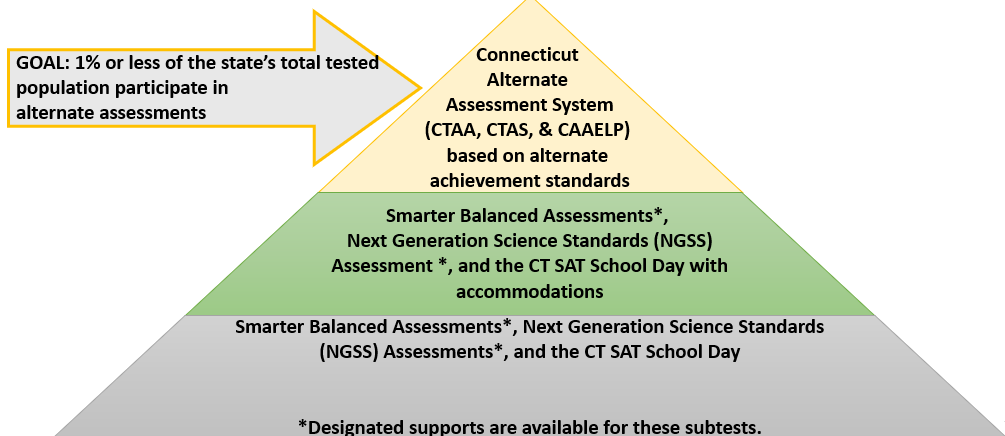 GOAL: 1% or less of the state's total tested
population participate in
alternate assessments
Connecticut
Alternate
Assessment System
(CTAA, CTAS, & CAAELP)
based on alternate
achievement standards
Smarter Balanced Assessments*,
Next Generation Science Standards (NGSS)
Assessment *, and the CT SAT School Day with
accommodations
Smarter Balanced Assessments*, Next Generation Science Standards
(NGSS) Assessments*, and the CT SAT School Day
*Designated supports are available for these subtests.